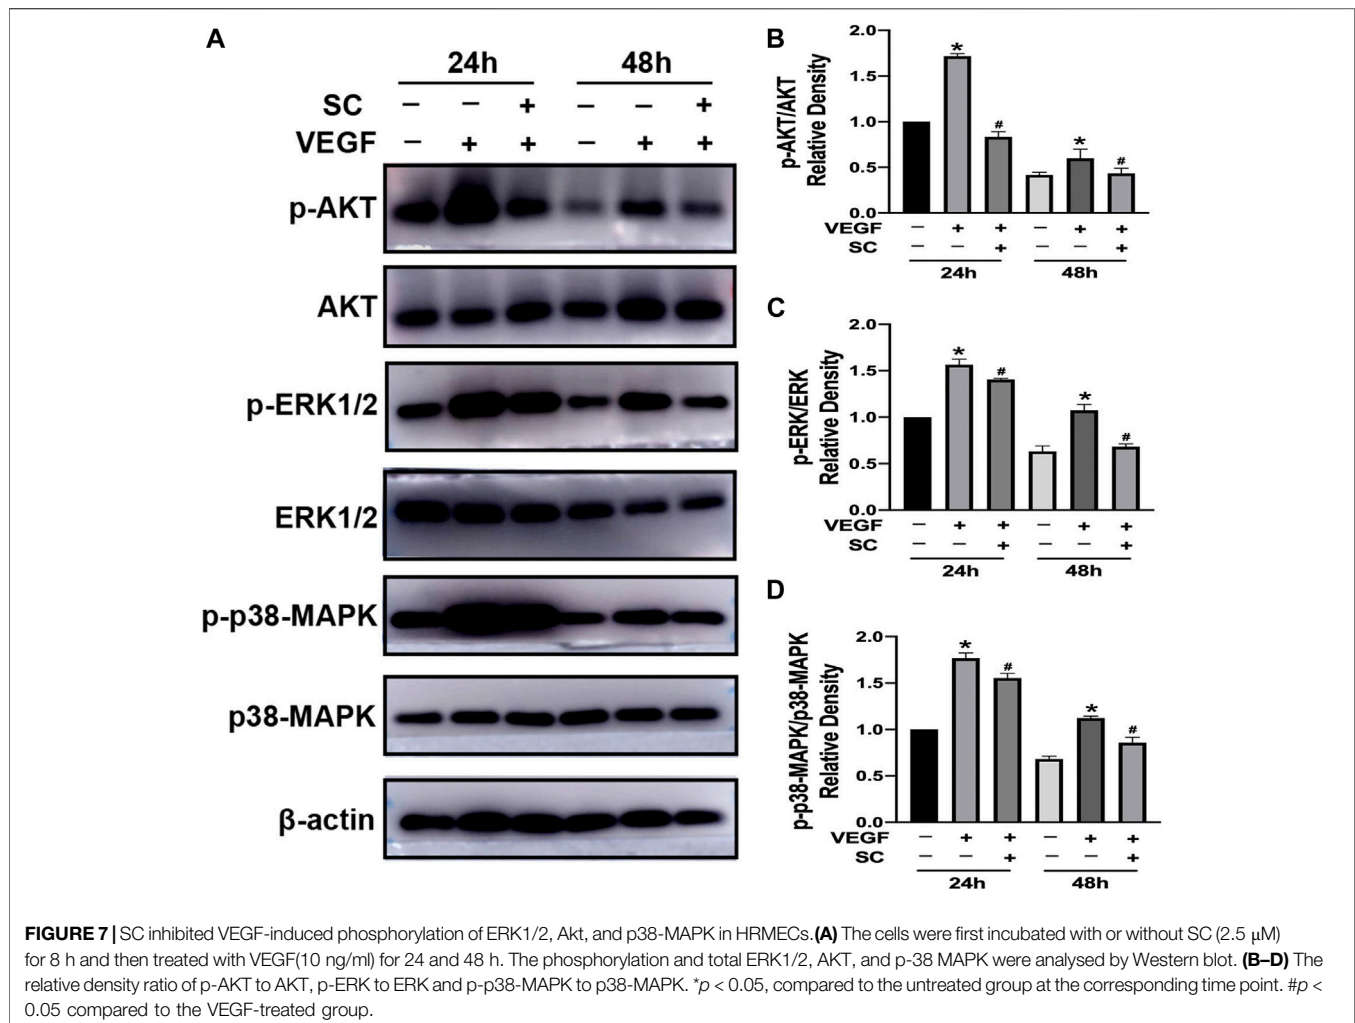 A
24h 48h
SC − − + − − +
VEGF − + + − + +
p-AKT
AKT
p-ERK1/2
ERK1/2
p-p38-MAPK
p38-MAPK
β-actin
B
p-AKT/AKT
Relative Density
2.0
1.5
1.0
0.5
0.0
* # * #
VEGF − + + − + +
SC − − + − − +
24h 48h
C
p-ERK/ERK
Relative Density
2.0
1.5
1.0
0.5
0.0
* # * #
VEGF − + + − + +
SC − − + − − +
24h 48h
D
p-p38-MAPK/p38-MAPK
Relative Density
2.0
1.5
1.0
0.5
0.0
* # * #
VEGF − + + − + +
SC − − + − − +
24h 48h
FIGURE 7 | SC inhibited VEGF-induced phosphorylation of ERK1/2, Akt, and p38-MAPK in HRMECs. (A) The cells were first incubated with or without SC (2.5 μM)
for 8 h and then treated with VEGF(10 ng/ml) for 24 and 48 h. The phosphorylation and total ERK1/2, AKT, and p-38 MAPK were analysed by Western blot. (B–D) The
relative density ratio of p-AKT to AKT, p-ERK to ERK and p-p38-MAPK to p38-MAPK. *p < 0.05, compared to the untreated group at the corresponding time point. #p <
0.05 compared to the VEGF-treated group.